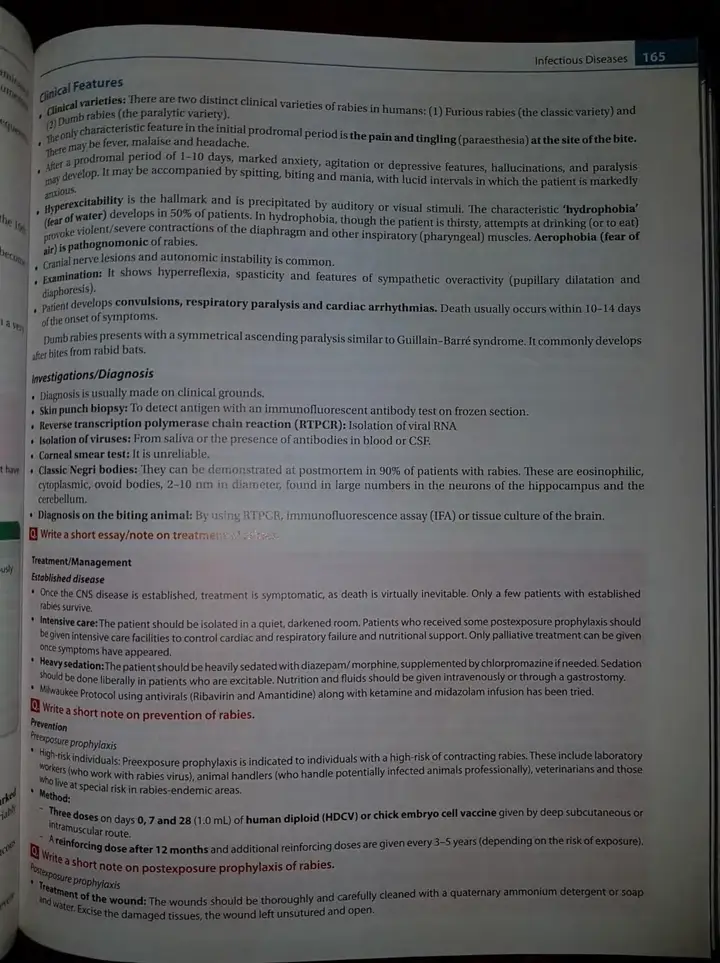 Infectious Diseases 165
Clinical Features
• Clinical varieties: There are two distinct clinical varieties of rabies in humans: (1) Furious rabies (the classic variety) and
(2) Dumb rabies (the paralytic variety).
• The only characteristic feature in the initial prodromal period is the pain and tingling (paraesthesia) at the site of the bite.
There may be fever, malaise and headache.
• After a prodromal period of 1–10 days, marked anxiety, agitation or depressive features, hallucinations, and paralysis
may develop. It may be accompanied by spitting, biting and mania, with lucid intervals in which the patient is markedly
anxious.
• Hyperexcitability is the hallmark and is precipitated by auditory or visual stimuli. The characteristic 'hydrophobia'
(fear of water) develops in 50% of patients. In hydrophobia, though the patient is thirsty, attempts at drinking (or to eat)
provoke violent/severe contractions of the diaphragm and other inspiratory (pharyngeal) muscles. Aerophobia (fear of
air) is pathognomonic of rabies.
• Cranial nerve lesions and autonomic instability is common.
• Examination: It shows hyperreflexia, spasticity and features of sympathetic overactivity (pupillary dilatation and
diaphoresis).
• Patient develops convulsions, respiratory paralysis and cardiac arrhythmias. Death usually occurs within 10–14 days
of the onset of symptoms.
Dumb rabies presents with a symmetrical ascending paralysis similar to Guillain-Barré syndrome. It commonly develops
after bites from rabid bats.
Investigations/Diagnosis
• Diagnosis is usually made on clinical grounds.
• Skin punch biopsy: To detect antigen with an immunofluorescent antibody test on frozen section.
• Reverse transcription polymerase chain reaction (RTPCR): Isolation of viral RNA
• Isolation of viruses: From saliva or the presence of antibodies in blood or CSF.
• Corneal smear test: It is unreliable.
• Classic Negri bodies: They can be demonstrated at postmortem in 90% of patients with rabies. These are eosinophilic,
cytoplasmic, ovoid bodies, 2–10 nm in diameter, found in large numbers in the neurons of the hippocampus and the
cerebellum.
• Diagnosis on the biting animal: By using RTPCR, immunofluorescence assay (IFA) or tissue culture of the brain.
Q Write a short essay/note on treatment
Treatment/Management
Established disease
• Once the CNS disease is established, treatment is symptomatic, as death is virtually inevitable. Only a few patients with established
rabies survive.
• Intensive care: The patient should be isolated in a quiet, darkened room. Patients who received some postexposure prophylaxis should
be given intensive care facilities to control cardiac and respiratory failure and nutritional support. Only palliative treatment can be given
once symptoms have appeared.
• Heavy sedation: The patient should be heavily sedated with diazepam/ morphine, supplemented by chlorpromazine if needed. Sedation
should be done liberally in patients who are excitable. Nutrition and fluids should be given intravenously or through a gastrostomy.
• Milwaukee Protocol using antivirals (Ribavirin and Amantidine) along with ketamine and midazolam infusion has been tried.
Q Write a short note on prevention of rabies.
Prevention
Preexposure prophylaxis
• High-risk individuals: Preexposure prophylaxis is indicated to individuals with a high-risk of contracting rabies. These include laboratory
workers (who work with rabies virus), animal handlers (who handle potentially infected animals professionally), veterinarians and those
who live at special risk in rabies-endemic areas.
• Method:
– Three doses on days 0, 7 and 28 (1.0 mL) of human diploid (HDCV) or chick embryo cell vaccine given by deep subcutaneous or
intramuscular route.
– A reinforcing dose after 12 months and additional reinforcing doses are given every 3–5 years (depending on the risk of exposure).
Q Write a short note on postexposure prophylaxis of rabies.
Postexposure prophylaxis
• Treatment of the wound: The wounds should be thoroughly and carefully cleaned with a quaternary ammonium detergent or soap
and water. Excise the damaged tissues, the wound left unsutured and open.